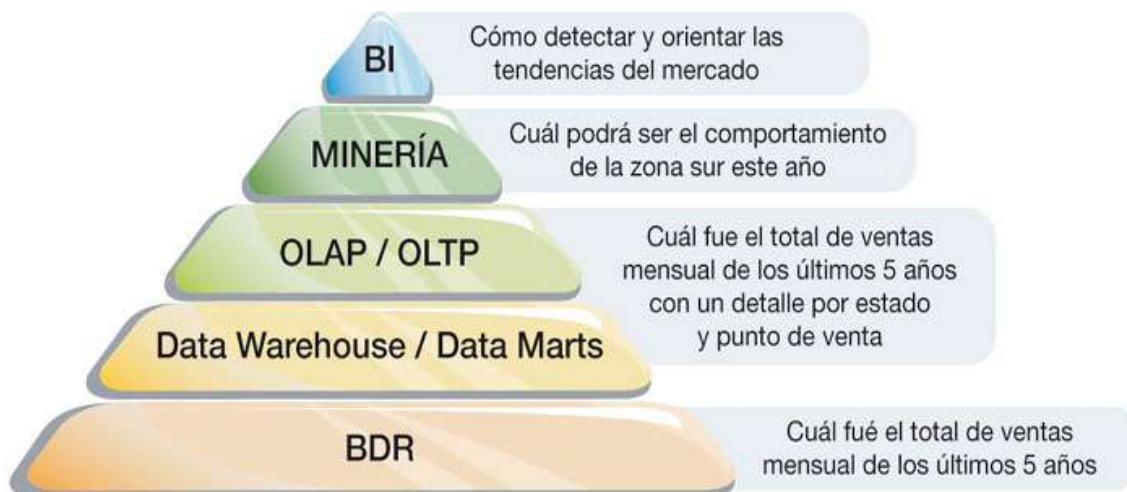 BI
Cómo detectar y orientar las
tendencias del mercado
MINERÍA
Cuál podrá ser el comportamiento
de la zona sur este año
OLAP / OLTP
Cuál fue el total de ventas
mensual de los últimos 5 años
con un detalle por estado
y punto de venta
Data Warehouse / Data Marts
BDR
Cuál fué el total de ventas
mensual de los últimos 5 años